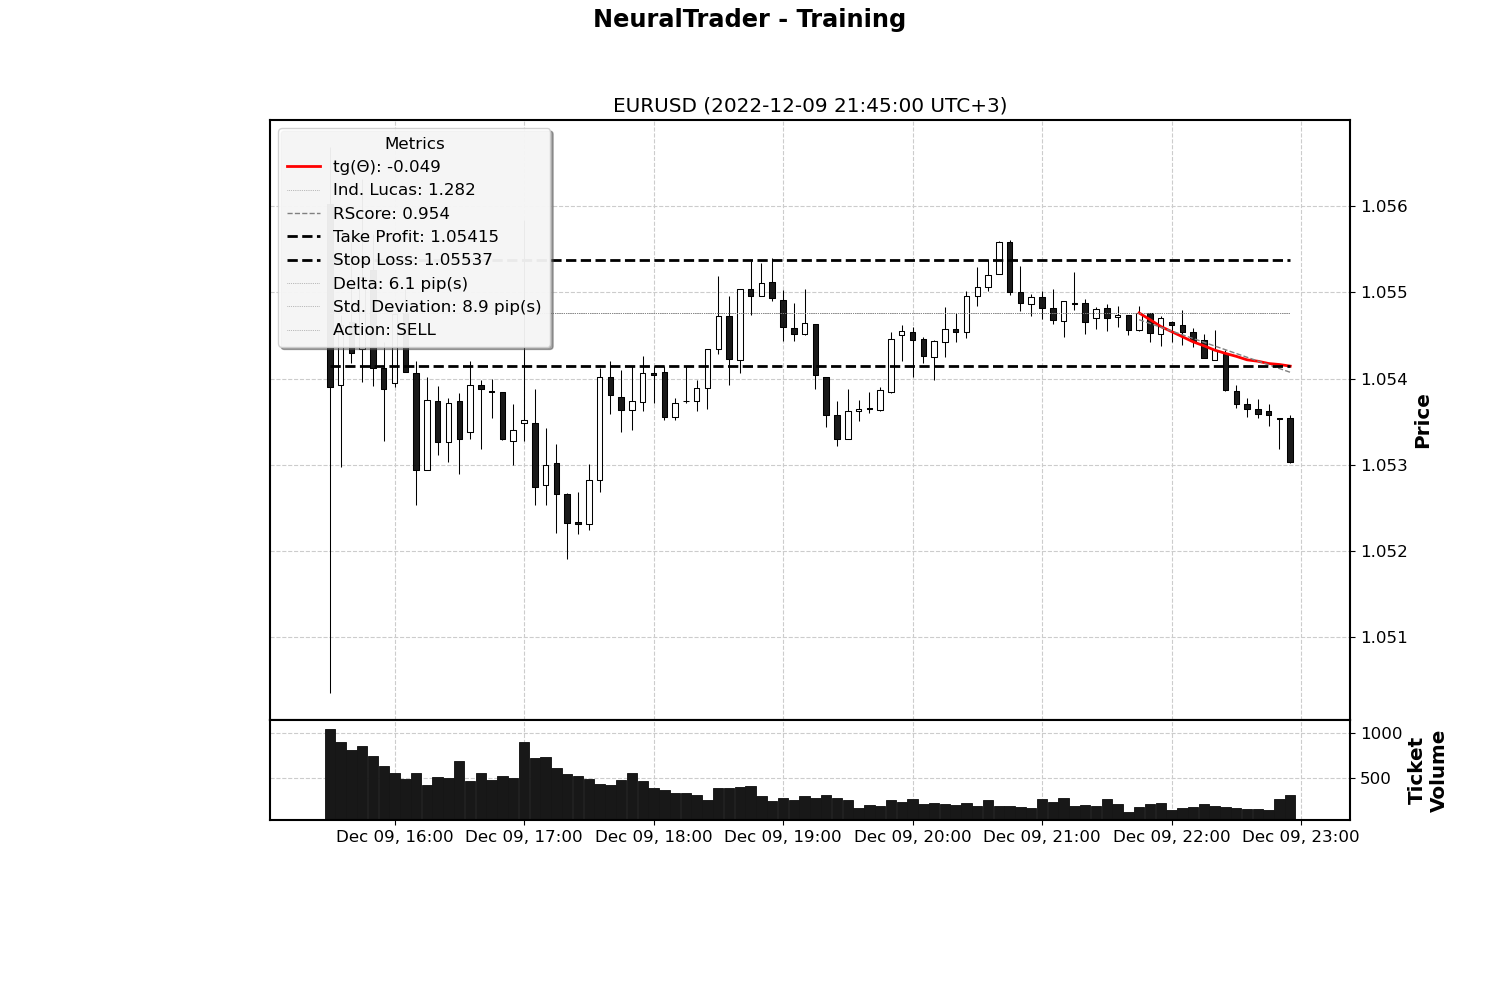 NeuralTrader - Training
EURUSD (2022-12-09 21:45:00 UTC+3)
Metrics
tg(Θ): -0.049
Ind. Lucas: 1.282
RScore: 0.954
Take Profit: 1.05415
Stop Loss: 1.05537
Delta: 6.1 pip(s)
Std. Deviation: 8.9 pip(s)
Action: SELL
1.056
1.055
1.054
1.053
1.052
1.051
Price
1000
500
Ticket
Volume
Dec 09, 16:00
Dec 09, 17:00
Dec 09, 18:00
Dec 09, 19:00
Dec 09, 20:00
Dec 09, 21:00
Dec 09, 22:00
Dec 09, 23:00